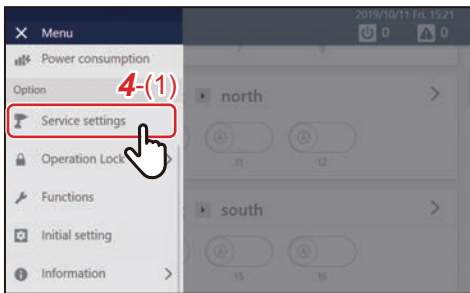 2019/10/11 Fri. 15:21
Menu
0
0
Power consumption
Option
4-(1)
north
Service settings
Operation Lock
11
12
Functions
south
Initial setting
Information
15
16